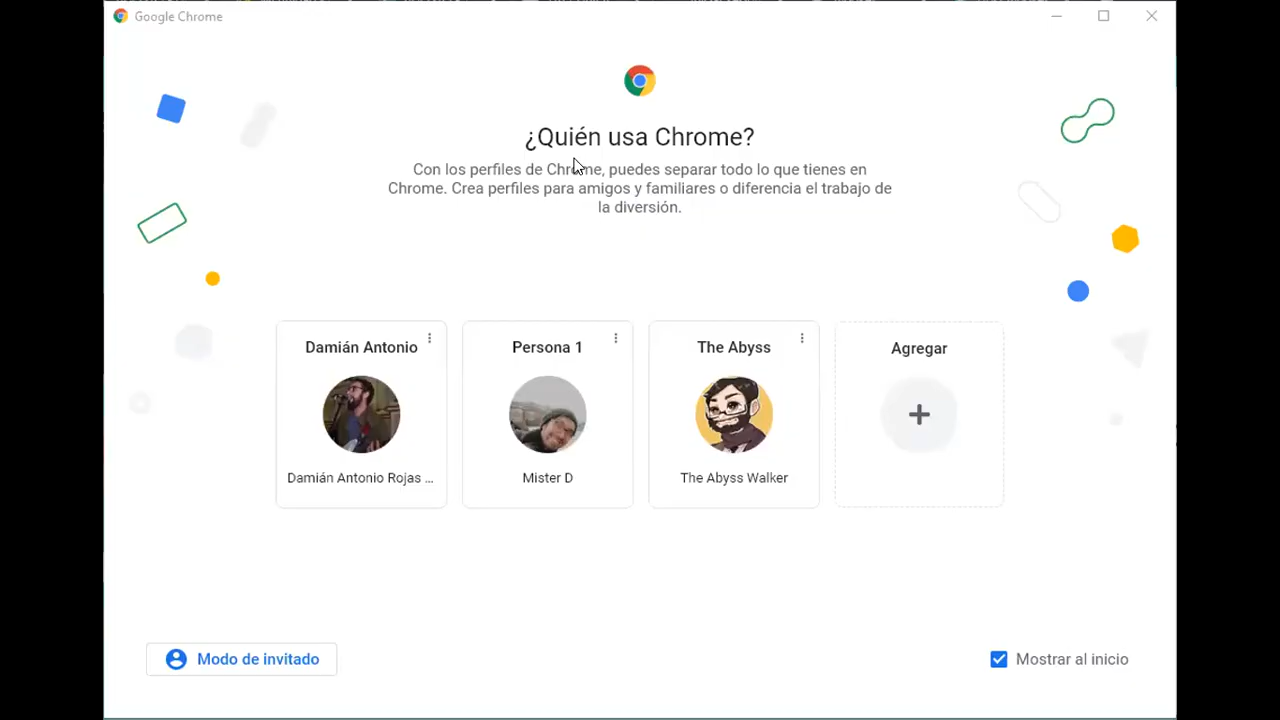 Google Chrome
¿Quién usa Chrome?
Con los perfiles de Chrome, puedes separar todo lo que tienes en
Chrome. Crea perfiles para amigos y familiares o diferencia el trabajo de
la diversión.
Damián Antonio
Persona 1
The Abyss
Agregar
Damián Antonio Rojas ...
Mister D
The Abyss Walker
Modo de invitado
Mostrar al inicio